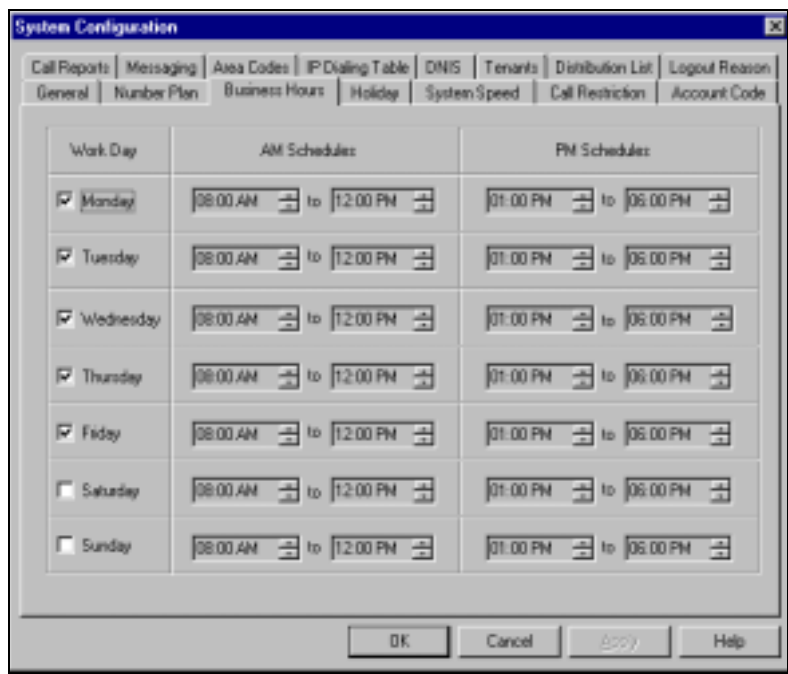 System Configuration
Call Reports Messaging Area Codes IP Dialing Table DNIS Tenants Distribution List Logout Reason
General Number Plan Business Hours Holiday System Speed Call Restriction Account Code
Work Day AM Schedules PM Schedules
Monday 08:00 AM to 12:00 PM 01:00 PM to 06:00 PM
Tuesday 08:00 AM to 12:00 PM 01:00 PM to 06:00 PM
Wednesday 08:00 AM to 12:00 PM 01:00 PM to 06:00 PM
Thursday 08:00 AM to 12:00 PM 01:00 PM to 06:00 PM
Friday 08:00 AM to 12:00 PM 01:00 PM to 06:00 PM
Saturday 08:00 AM to 12:00 PM 01:00 PM to 06:00 PM
Sunday 08:00 AM to 12:00 PM 01:00 PM to 06:00 PM
OK Cancel Apply Help